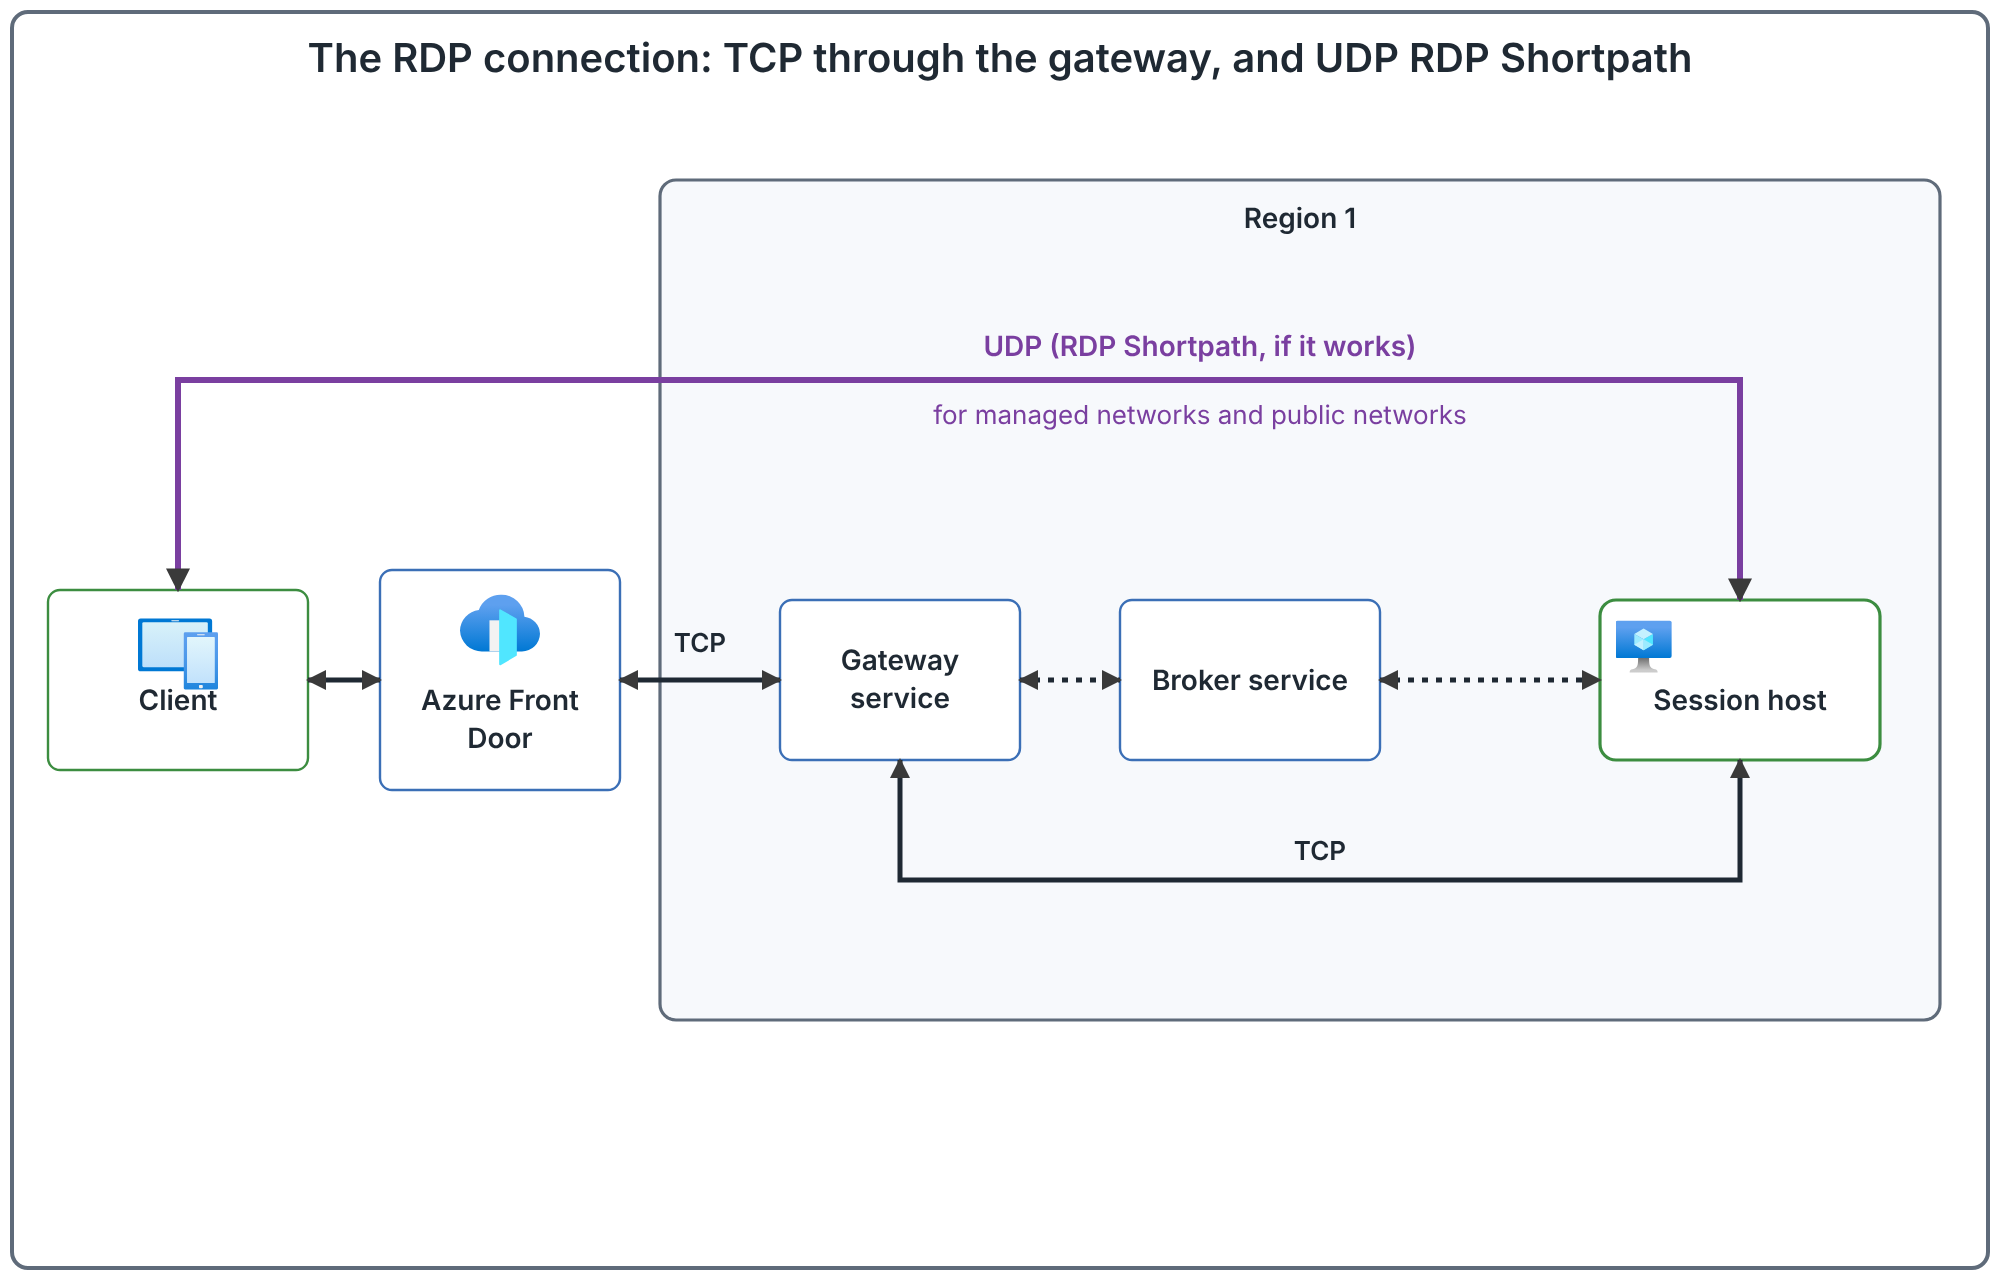 The RDP connection: TCP through the gateway, and UDP RDP Shortpath
Region 1
UDP (RDP Shortpath, if it works)
for managed networks and public networks
Client
Azure Front
Door
TCP
Gateway
service
Broker service
Session host
TCP